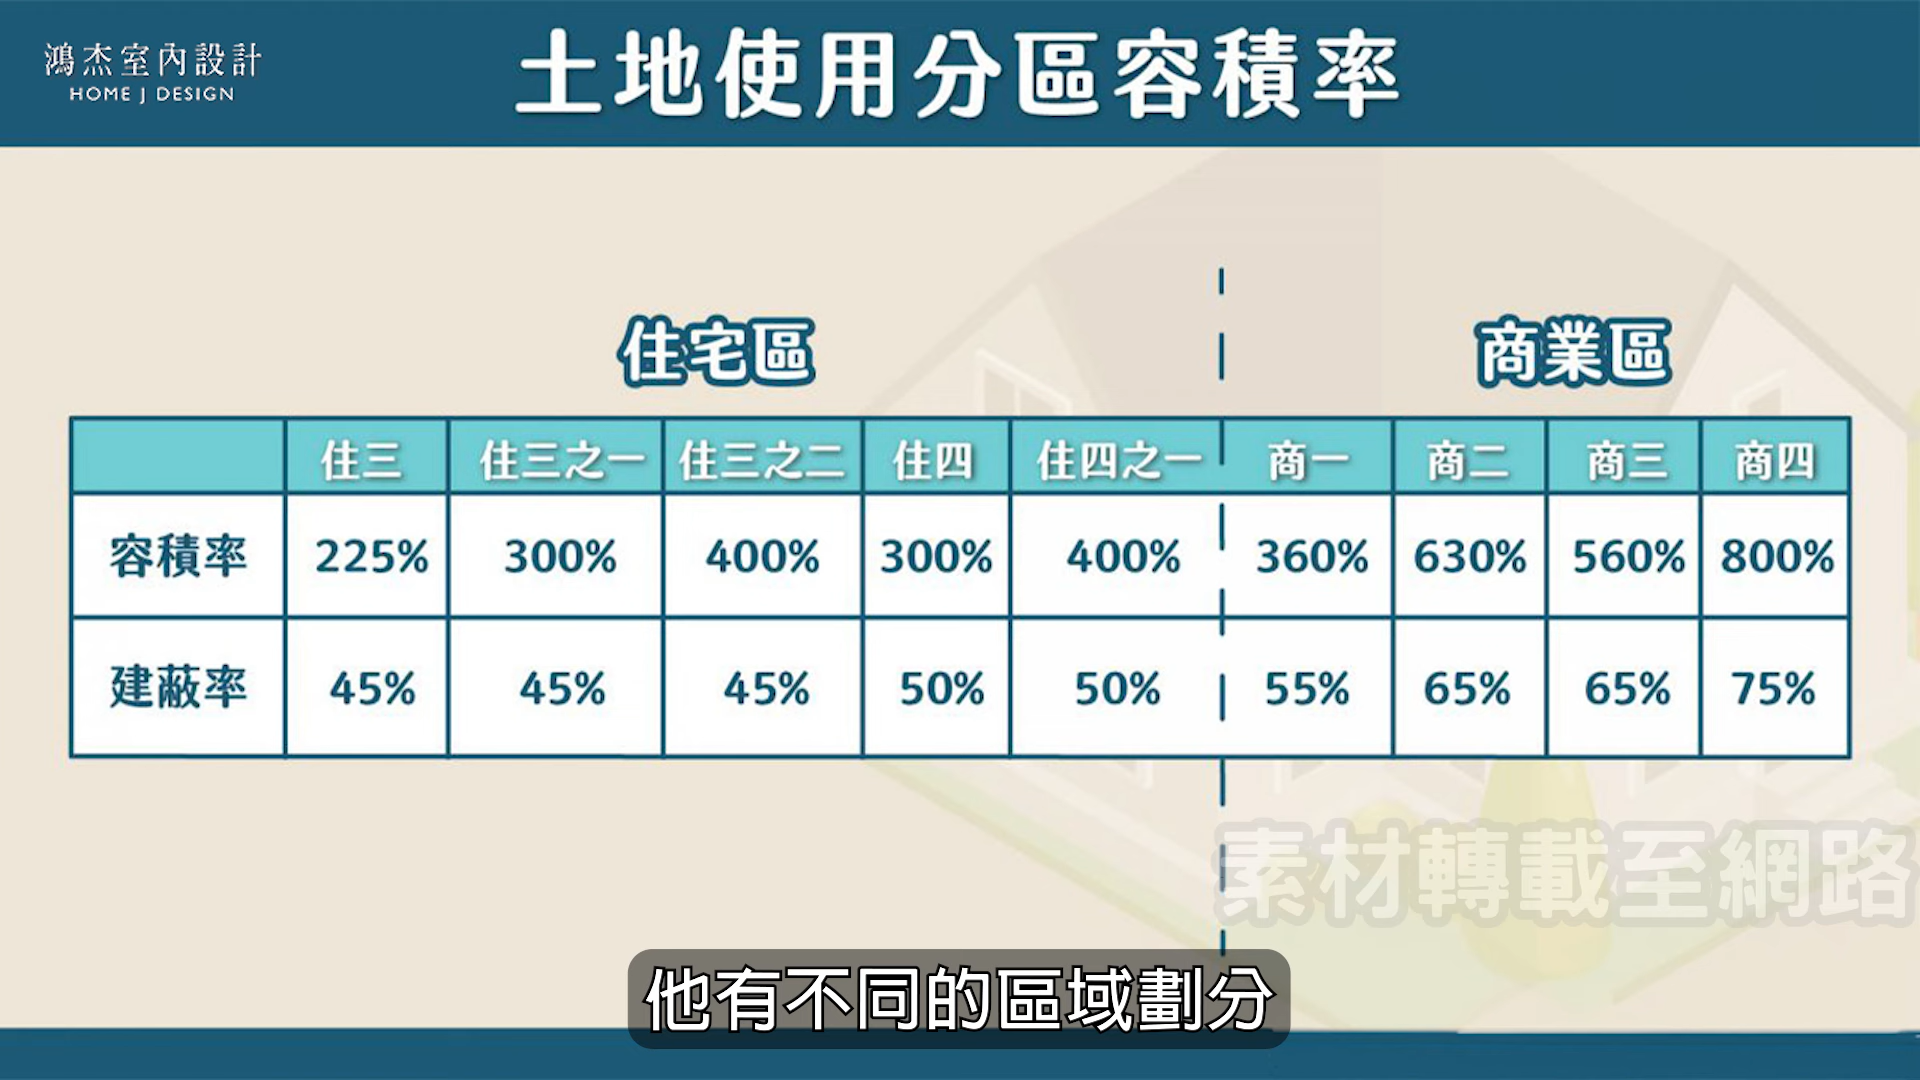 鴻杰室內設計
HOME J DESIGN
土地使用分區容積率
住宅區 商業區
住三 住三之一 住三之二 住四 住四之一 商一 商二 商三 商四
容積率 225% 300% 400% 300% 400% 360% 630% 560% 800%
建蔽率 45% 45% 45% 50% 50% 55% 65% 65% 75%
素材轉載至網路
他有不同的區域劃分